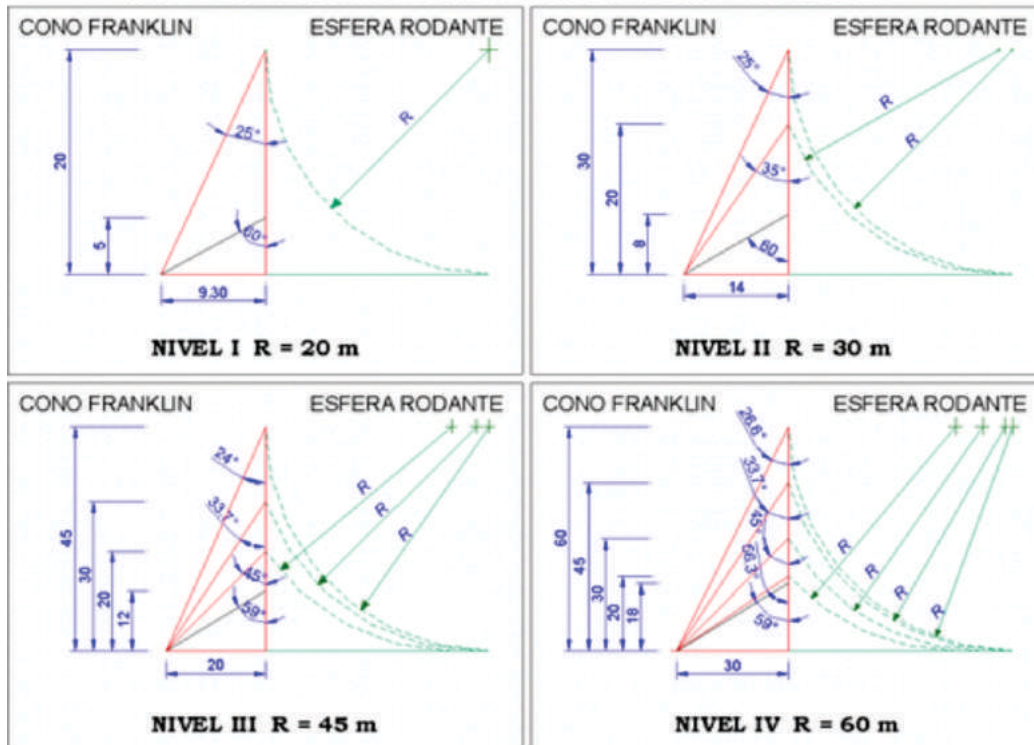 CONO FRANKLIN ESFERA RODANTE
20
5
25°
60°
R
9.30
NIVEL I R = 20 m
CONO FRANKLIN ESFERA RODANTE
30
20
8
25°
35°
60
R
R
14
NIVEL II R = 30 m
CONO FRANKLIN ESFERA RODANTE
45
30
20
12
24°
33.7°
45°
59°
R
R
R
20
NIVEL III R = 45 m
CONO FRANKLIN ESFERA RODANTE
60
45
30
20
18
26.6°
33.7°
45°
56.3°
59°
R
R
R
R
30
NIVEL IV R = 60 m